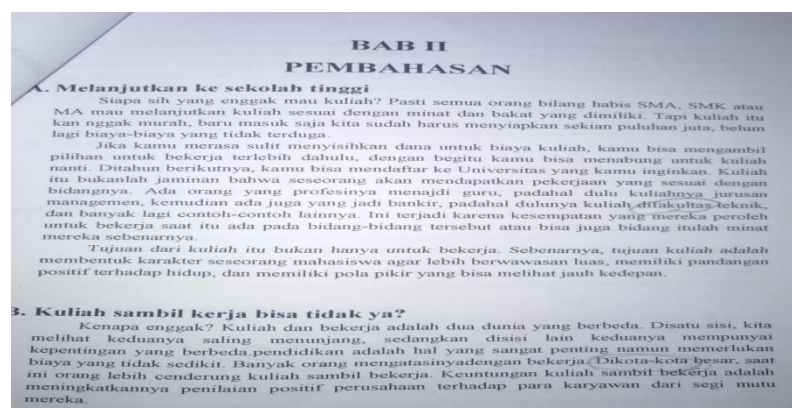 BAB II
PEMBAHASAN
A. Melanjutkan ke sekolah tinggi
Siapa sih yang enggak mau kuliah? Pasti semua orang bilang habis SMA, SMK atau
MA mau melanjutkan kuliah sesuai dengan minat dan bakat yang dimiliki. Tapi kuliah itu
kan nggak murah, baru masuk saja kita sudah harus menyiapkan sekian puluhan juta, belum
lagi biaya-biaya yang tidak terduga.
Jika kamu merasa sulit menyisihkan dana untuk biaya kuliah, kamu bisa mengambil
pilihan untuk bekerja terlebih dahulu, dengan begitu kamu bisa menabung untuk kuliah
nanti. Ditahun berikutnya, kamu bisa mendaftar ke Universitas yang kamu inginkan. Kuliah
itu bukanlah jaminan bahwa seseorang akan mendapatkan pekerjaan yang sesuai dengan
bidangnya. Ada orang yang profesinya menajdi guru, padahal dulu kuliahnya jurusan
managemen, kemudian ada juga yang jadi bankir, padahal dulunya kuliah difakultas teknik,
dan banyak lagi contoh-contoh lainnya. Ini terjadi karena kesempatan yang mereka peroleh
untuk bekerja saat itu ada pada bidang-bidang tersebut atau bisa juga bidang itulah minat
mereka sebenarnya.
Tujuan dari kuliah itu bukan hanya untuk bekerja. Sebenarnya, tujuan kuliah adalah
membentuk karakter seseorang mahasiswa agar lebih berwawasan luas, memiliki pandangan
positif terhadap hidup, dan memiliki pola pikir yang bisa melihat jauh kedepan.
B. Kuliah sambil kerja bisa tidak ya?
Kenapa enggak? Kuliah dan bekerja adalah dua dunia yang berbeda. Disatu sisi, kita
melihat keduanya saling menunjang, sedangkan disisi lain keduanya mempunyai
kepentingan yang berbeda.pendidikan adalah hal yang sangat penting namun memerlukan
biaya yang tidak sedikit. Banyak orang mengatasinyadengan bekerja. Dikota-kota besar, saat
ini orang lebih cenderung kuliah sambil bekerja. Keuntungan kuliah sambil bekerja adalah
meningkatkannya penilaian positif perusahaan terhadap para karyawan dari segi mutu
mereka.